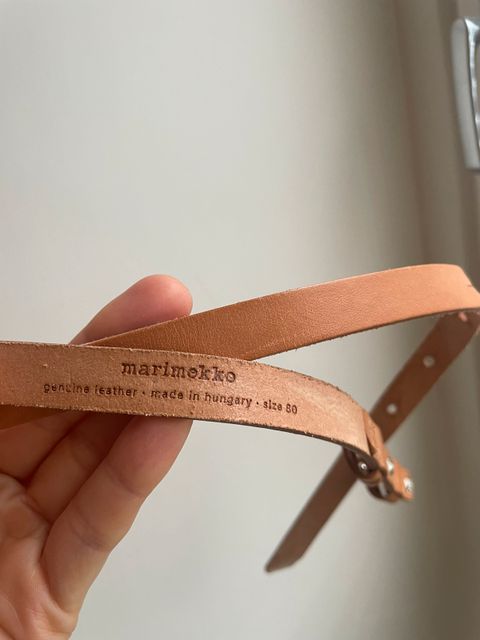 marimekko
genuine leather · made in hungary · size 80